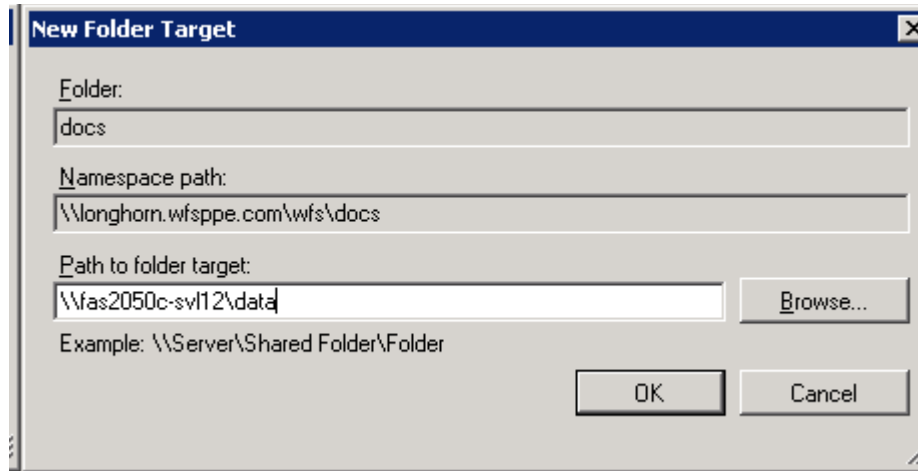 New Folder Target
Folder:
docs
Namespace path:
\\longhorn.wfsppe.com\wfs\docs
Path to folder target:
\\fas2050c-svl12\data
Browse...
Example: \\Server\Shared Folder\Folder
OK
Cancel